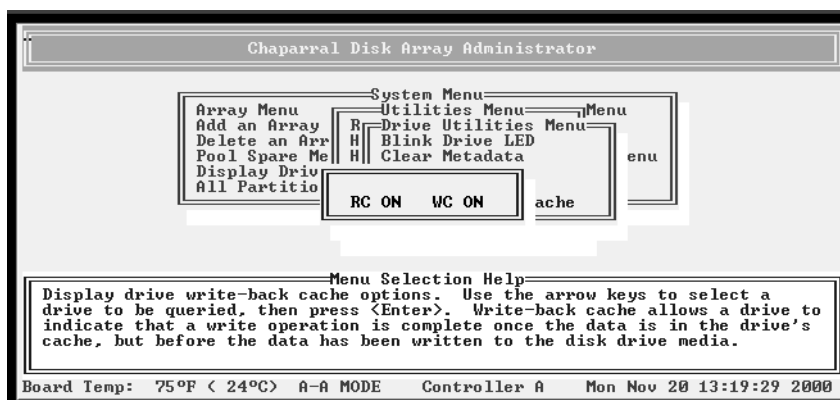 Chaparral Disk Array Administrator
System Menu
Array Menu Utilities Menu Menu
Add an Array R Drive Utilities Menu
Delete an Arr H Blink Drive LED
Pool Spare Me H Clear Metadata enu
Display Driv
All Partitio RC ON WC ON ache
Menu Selection Help
Display drive write-back cache options. Use the arrow keys to select a
drive to be queried, then press <Enter>. Write-back cache allows a drive to
indicate that a write operation is complete once the data is in the drive's
cache, but before the data has been written to the disk drive media.
Board Temp: 75ºF ( 24ºC) A-A MODE Controller A Mon Nov 20 13:19:29 2000